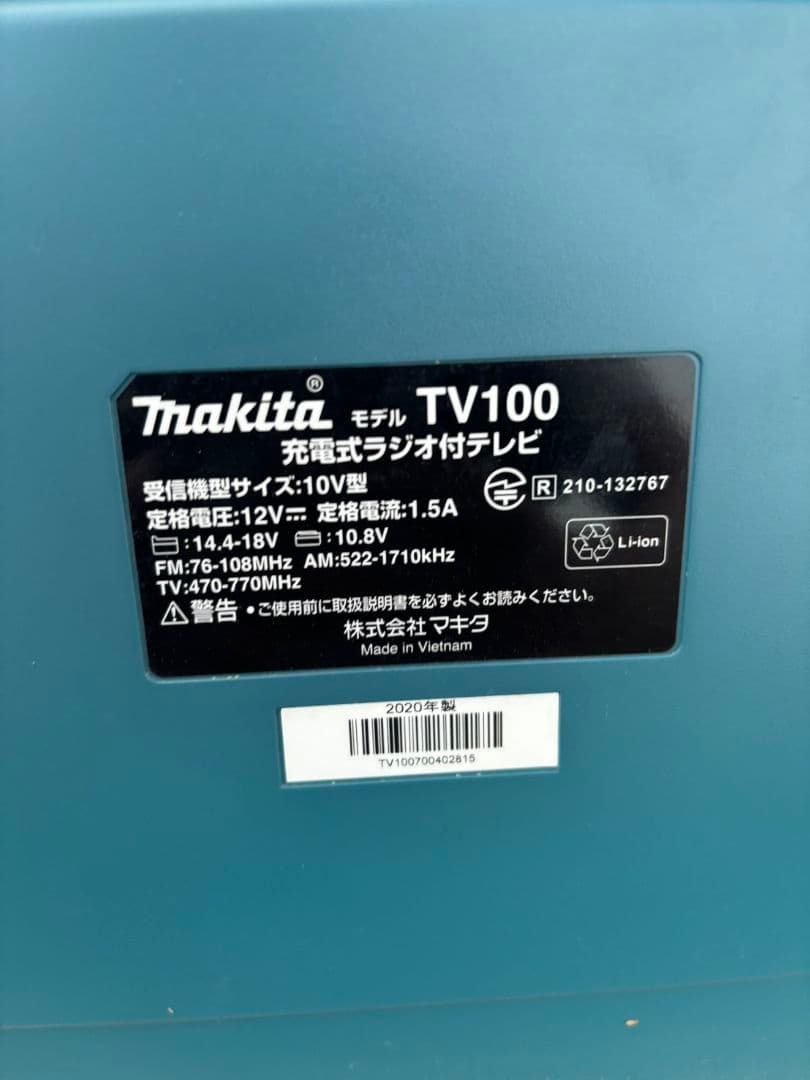 makita® モデル TV100
充電式ラジオ付テレビ
受信機型サイズ:10V型
R 210-132767
定格電圧:12V⎓ 定格電流:1.5A
:14.4-18V :10.8V
Li-ion
FM:76-108MHz AM:522-1710kHz
TV:470-770MHz
⚠警告 ●ご使用前に取扱説明書を必ずよくお読みください。
株式会社マキタ
Made in Vietnam
2020年製
TV100700402815